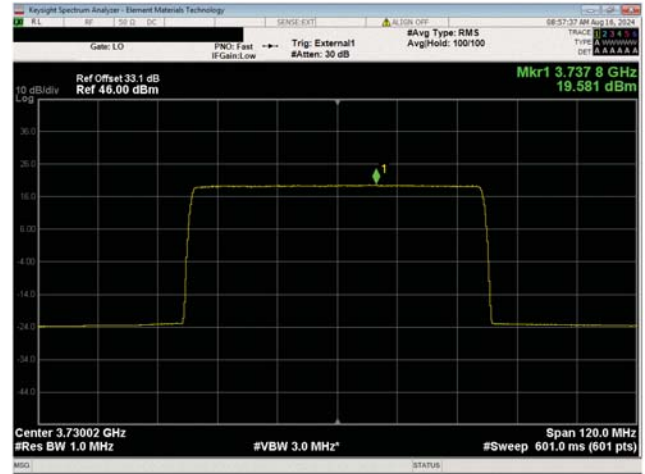 Keysight Spectrum Analyzer - Element Materials Technology
RL RF 50 Ω DC SENSE:EXT ALIGN OFF 08:57:37 AM Aug 16, 2024
Gate: LO PNO: Fast Trig: External1 #Avg Type: RMS TRACE 1 2 3 4 5 6
IFGain:Low #Atten: 30 dB Avg|Hold: 100/100 TYPE A WWWWW
DET A A A A A A
Mkr1 3.737 8 GHz
19.581 dBm
Ref Offset 33.1 dB
10 dB/div Ref 46.00 dBm
Log
1
36.0
26.0
16.0
6.00
-4.00
-14.0
-24.0
-34.0
-44.0
Center 3.73002 GHz Span 120.0 MHz
#Res BW 1.0 MHz #VBW 3.0 MHz* #Sweep 601.0 ms (601 pts)
MSG STATUS